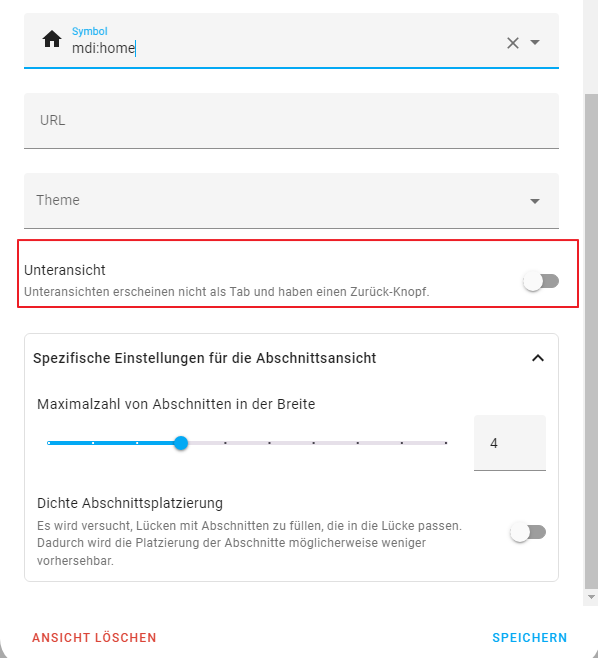 Symbol
mdi:home
URL
Theme
Unteransicht
Unteransichten erscheinen nicht als Tab und haben einen Zurück-Knopf.
Spezifische Einstellungen für die Abschnittsansicht
Maximalzahl von Abschnitten in der Breite
4
Dichte Abschnittsplatzierung
Es wird versucht, Lücken mit Abschnitten zu füllen, die in die Lücke passen.
Dadurch wird die Platzierung der Abschnitte möglicherweise weniger
vorhersehbar.
ANSICHT LÖSCHEN
SPEICHERN